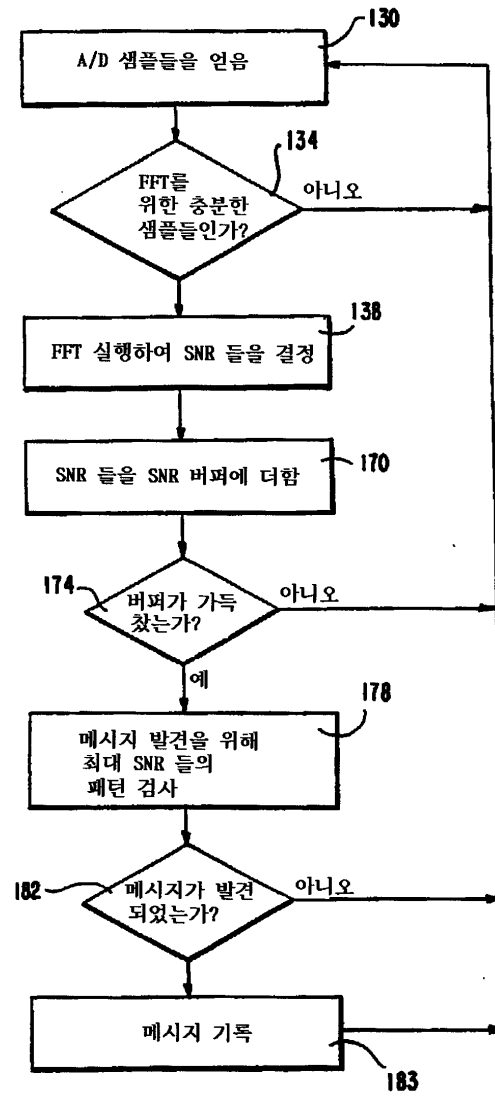 130
A/D 샘플들을 얻음
134
FFT를
위한 충분한
샘플들인가?
아니오
138
FFT 실행하여 SNR 들을 결정
SNR 들을 SNR 버퍼에 더함
170
174
버퍼가 가득
찼는가?
아니오
예
178
메시지 발견을 위해
최대 SNR 들의
패턴 검사
182
메시지가 발견
되었는가?
아니오
메시지 기록
183